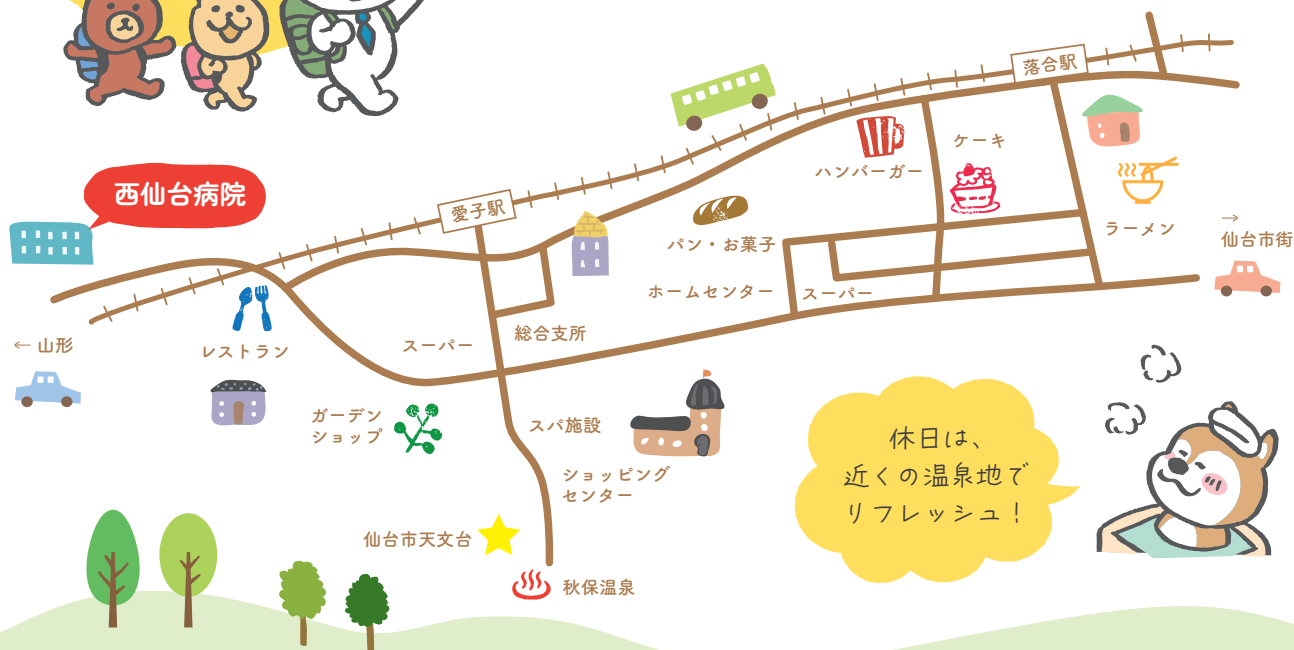 落合駅
ケーキ
ハンバーガー
西仙台病院
愛子駅
ラーメン
→
仙台市街
パン・お菓子
ホームセンター
スーパー
総合支所
← 山形
レストラン
スーパー
ガーデン
ショップ
スパ施設
ショッピング
センター
休日は、
近くの温泉地で
リフレッシュ！
仙台市天文台
秋保温泉